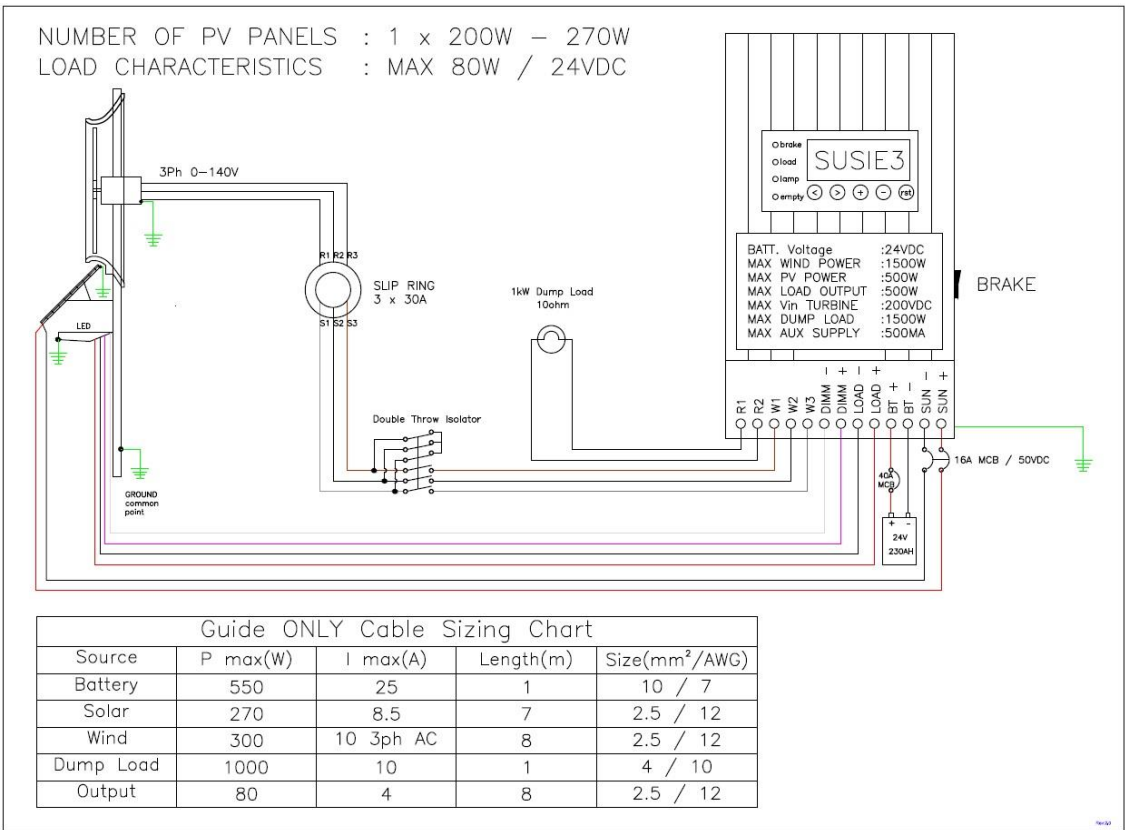 NUMBER OF PV PANELS : 1 x 200W – 270W
LOAD CHARACTERISTICS : MAX 80W / 24VDC
3Ph 0–140V
R1 R2 R3
SLIP RING
3 x 30A
S1 S2 S3
LED
GROUND
common
point
Double Throw Isolator
1kW Dump Load
10ohm
brake
load
lamp
empty
SUSIE3
< > + − rst
BATT. Voltage :24VDC
MAX WIND POWER :1500W
MAX PV POWER :500W
MAX LOAD OUTPUT :500W
MAX Vin TURBINE :200VDC
MAX DUMP LOAD :1500W
MAX AUX SUPPLY :500MA
BRAKE
R1 R2 W1 W2 W3 DIMM − DIMM + LOAD − LOAD + BT + BT − SUN − SUN +
16A MCB / 50VDC
40A
MCB
+ −
24V
230AH
Guide ONLY Cable Sizing Chart
Source P max(W) I max(A) Length(m) Size(mm²/AWG)
Battery 550 25 1 10 / 7
Solar 270 8.5 7 2.5 / 12
Wind 300 10 3ph AC 8 2.5 / 12
Dump Load 1000 10 1 4 / 10
Output 80 4 8 2.5 / 12